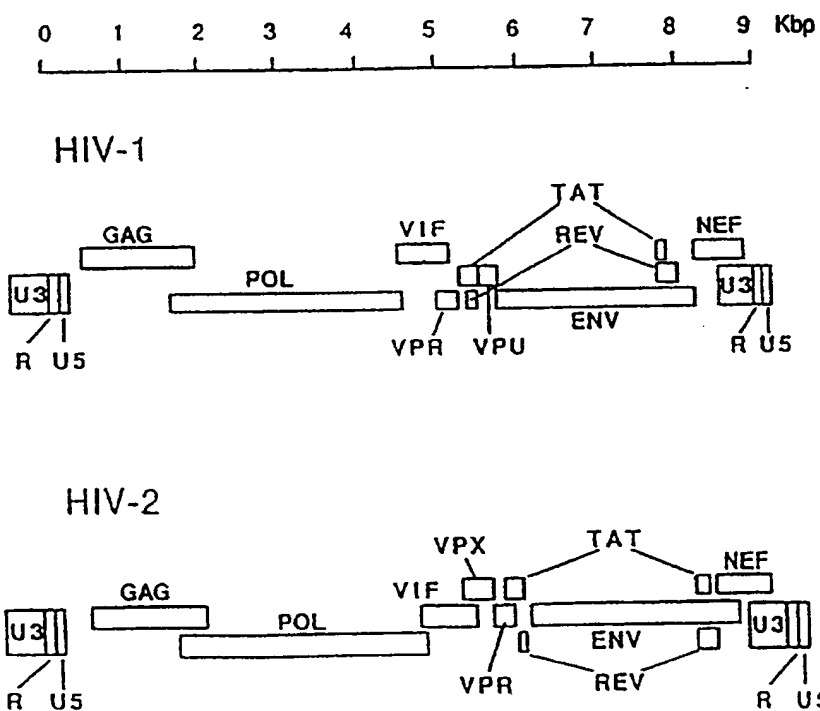 0 1 2 3 4 5 6 7 8 9 Kbp
HIV-1
TAT
GAG VIF REV NEF
U3 POL U3
ENV
R U5 VPR VPU R U5
HIV-2
VPX TAT NEF
GAG VIF
U3 POL ENV U3
VPR REV
R U5 R U5